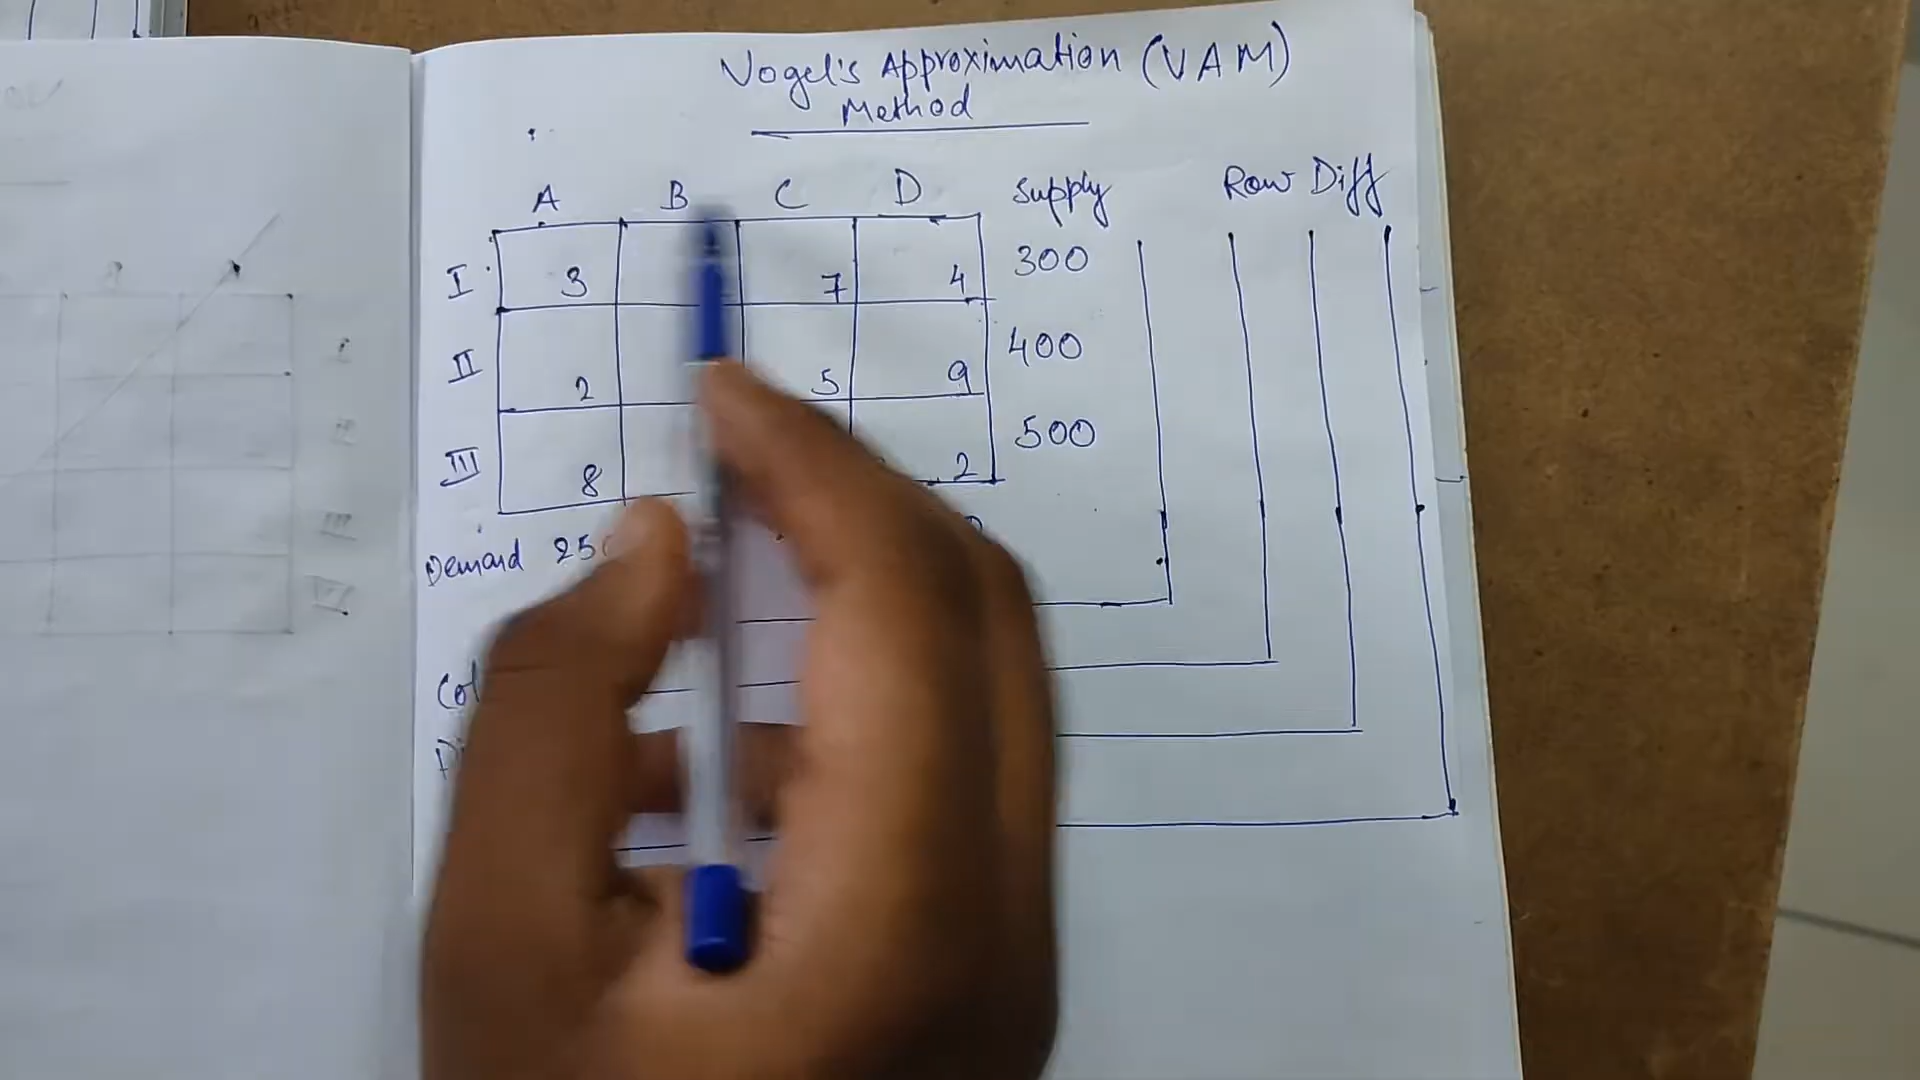 Vogel's Approximation (VAM)
Method
A B C D Supply Row Diff
I 3 7 4 300
II 2 5 9 400
III 8 2 500
Demand